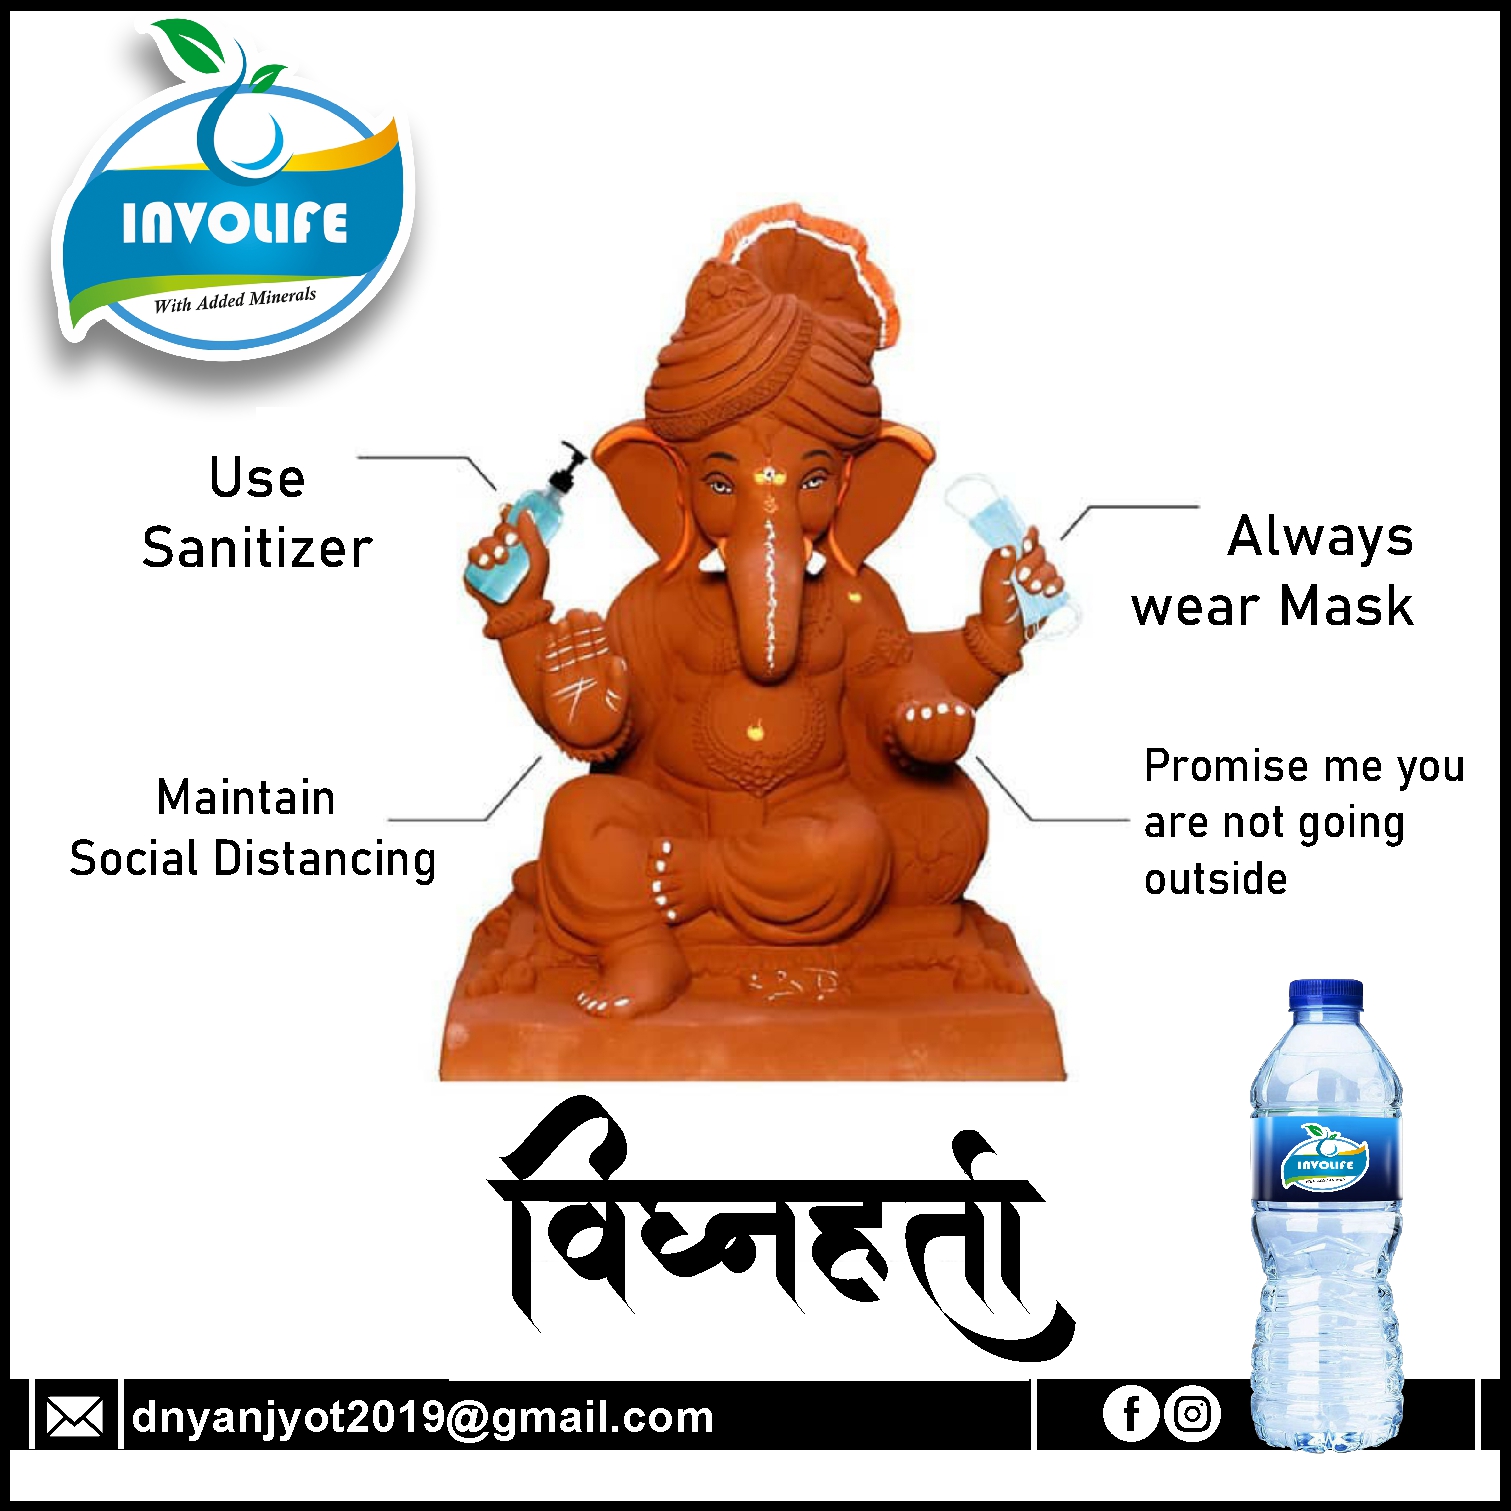 INVOLIFE
With Added Minerals
Use
Sanitizer
Always
wear Mask
Maintain
Social Distancing
Promise me you
are not going
outside
विघ्नहर्ता
INVOLIFE
dnyanjyot2019@gmail.com